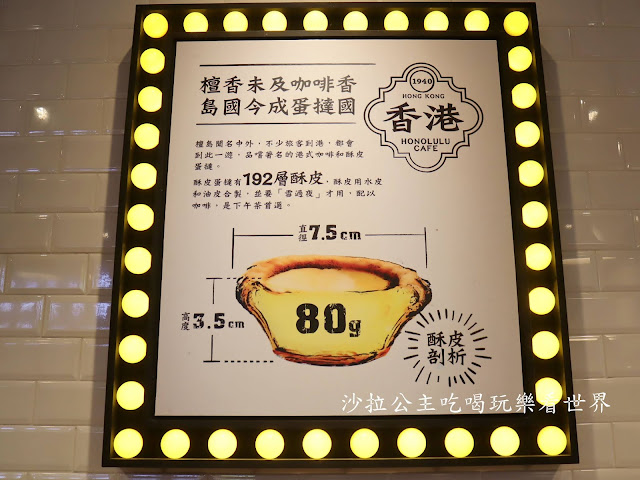 檀香未及咖啡香
島國今成蛋撻國
1940
HONG KONG
香港
HONOLULU
CAFE
檀島聞名中外，不少旅客到港，都會
到此一遊，品嚐著名的港式咖啡和酥皮
蛋撻。
酥皮蛋撻有192層酥皮，酥皮用水皮
和油皮合製，並要「雪過夜」才用，配以
咖啡，是下午茶首選。
直徑7.5cm
高度3.5cm
80g
酥皮
剖析
沙拉公主吃喝玩樂看世界